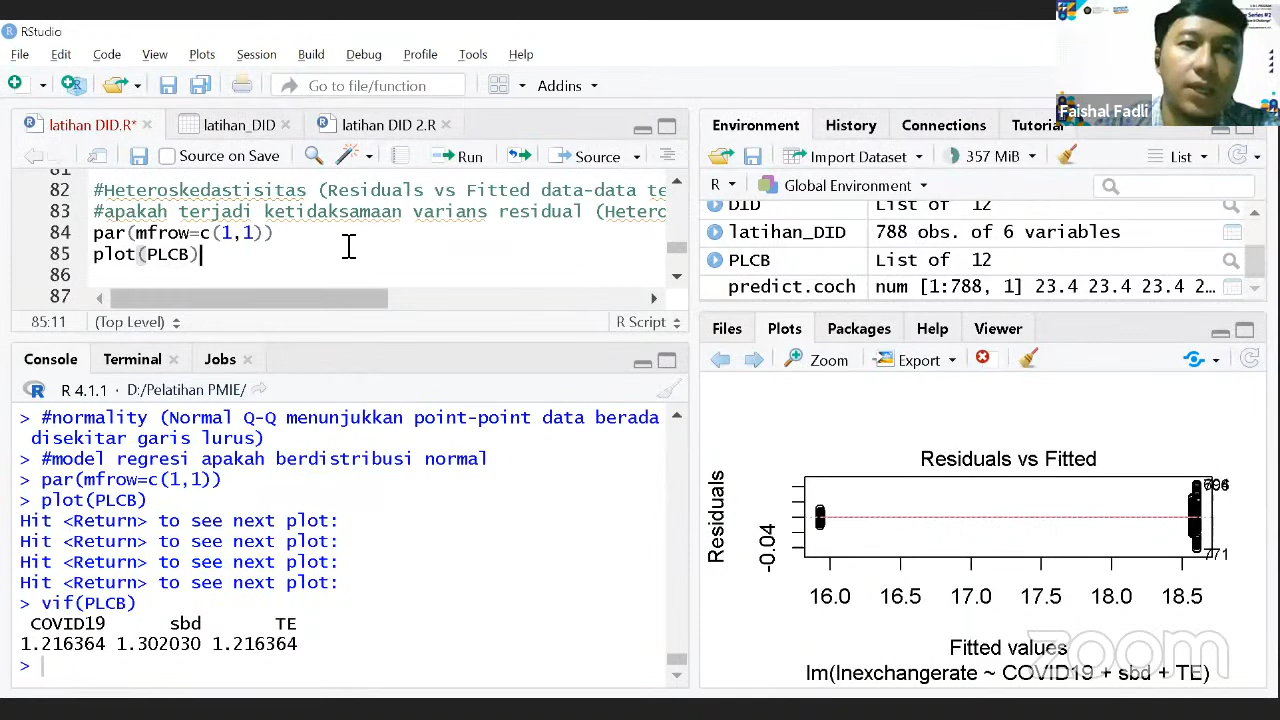 RStudio
File Edit Code View Plots Session Build Debug Profile Tools Help
Go to file/function
Addins
Faishal Fadli
latihan DID.R*
latihan_DID
latihan DID 2.R
Source on Save
Run
Source
81
82 #Heteroskedastisitas (Residuals vs Fitted data-data te
83 #apakah terjadi ketidaksamaan varians residual (Hetero
84 par(mfrow=c(1,1))
85 plot(PLCB)
86
87
85:11 (Top Level) R Script
Console Terminal Jobs
R 4.1.1 · D:/Pelatihan PMIE/
> #normality (Normal Q-Q menunjukkan point-point data berada
disekitar garis lurus)
> #model regresi apakah berdistribusi normal
> par(mfrow=c(1,1))
> plot(PLCB)
Hit <Return> to see next plot:
Hit <Return> to see next plot:
Hit <Return> to see next plot:
Hit <Return> to see next plot:
> vif(PLCB)
COVID19 sbd TE
1.216364 1.302030 1.216364
>
Environment History Connections Tutorial
Import Dataset 357 MiB List
R Global Environment
DID List of 12
latihan_DID 788 obs. of 6 variables
PLCB List of 12
predict.coch num [1:788, 1] 23.4 23.4 23.4 2...
Files Plots Packages Help Viewer
Zoom Export
Residuals vs Fitted
Residuals
-0.04
771
16.0 16.5 17.0 17.5 18.0 18.5
Fitted values
lm(lnexchangerate ~ COVID19 + sbd + TE)
zoom